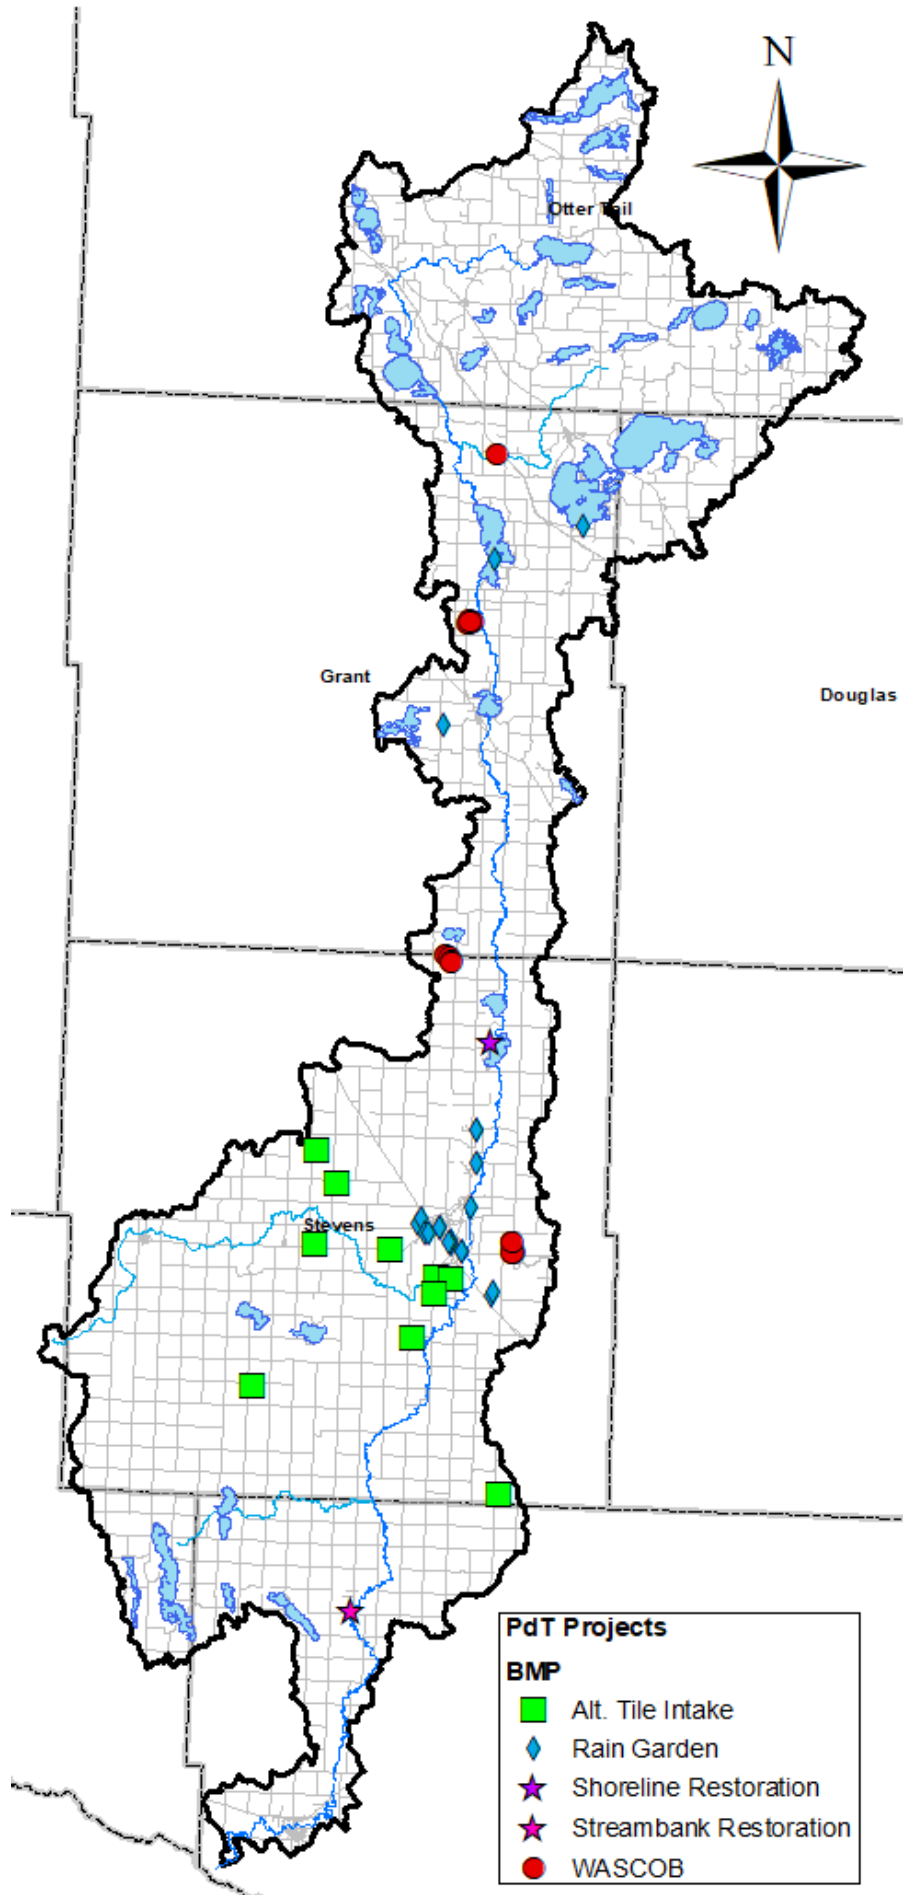 N
Otter Tail
Grant
Douglas
Stevens
PdT Projects
BMP
Alt. Tile Intake
Rain Garden
Shoreline Restoration
Streambank Restoration
WASCOB